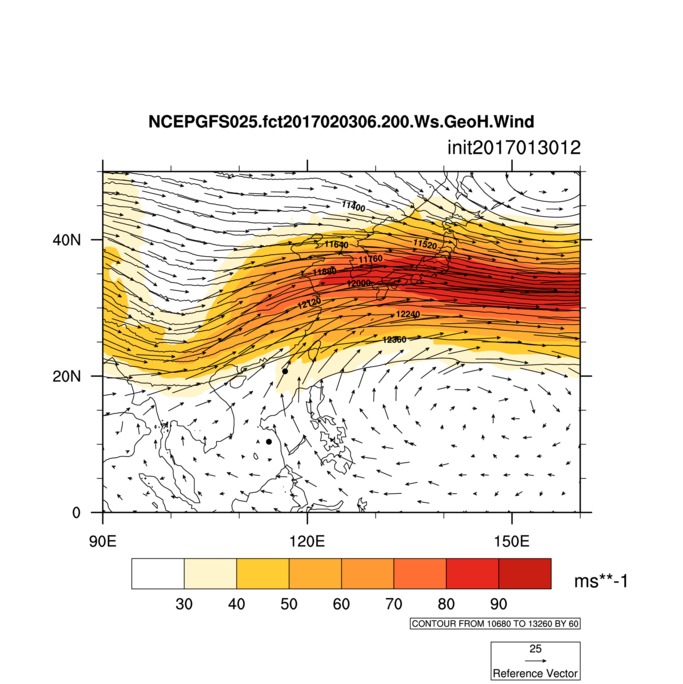 NCEPGFS025.fct2017020306.200.Ws.GeoH.Wind
init2017013012
11400
40N
11640
11520
11760
11880
12000
12120
12240
12360
20N
0
90E 120E 150E
30 40 50 60 70 80 90
ms**-1
CONTOUR FROM 10680 TO 13260 BY 60
25
Reference Vector